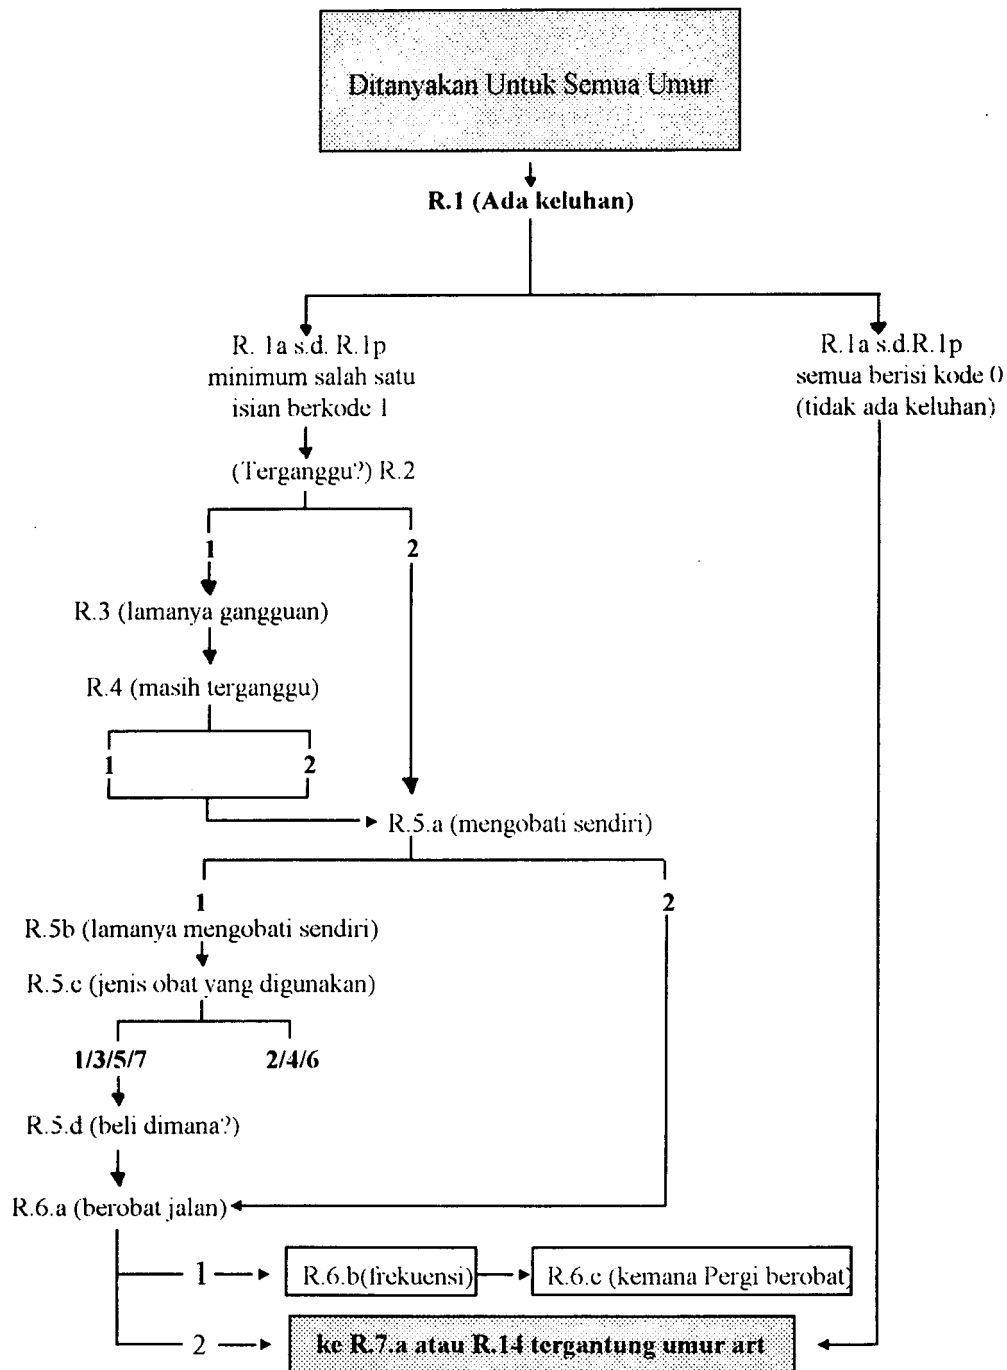 Ditanyakan Untuk Semua Umur
R.1 (Ada keluhan)
R. 1a s.d. R.1p
minimum salah satu
isian berkode 1
R.1a s.d.R.1p
semua berisi kode 0
(tidak ada keluhan)
(Terganggu?) R.2
1
2
R.3 (lamanya gangguan)
R.4 (masih terganggu)
1
2
R.5.a (mengobati sendiri)
1
2
R.5b (lamanya mengobati sendiri)
R.5.c (jenis obat yang digunakan)
1/3/5/7
2/4/6
R.5.d (beli dimana?)
R.6.a (berobat jalan)
1
R.6.b(frekuensi)
R.6.c (kemana Pergi berobat)
2
ke R.7.a atau R.14 tergantung umur art